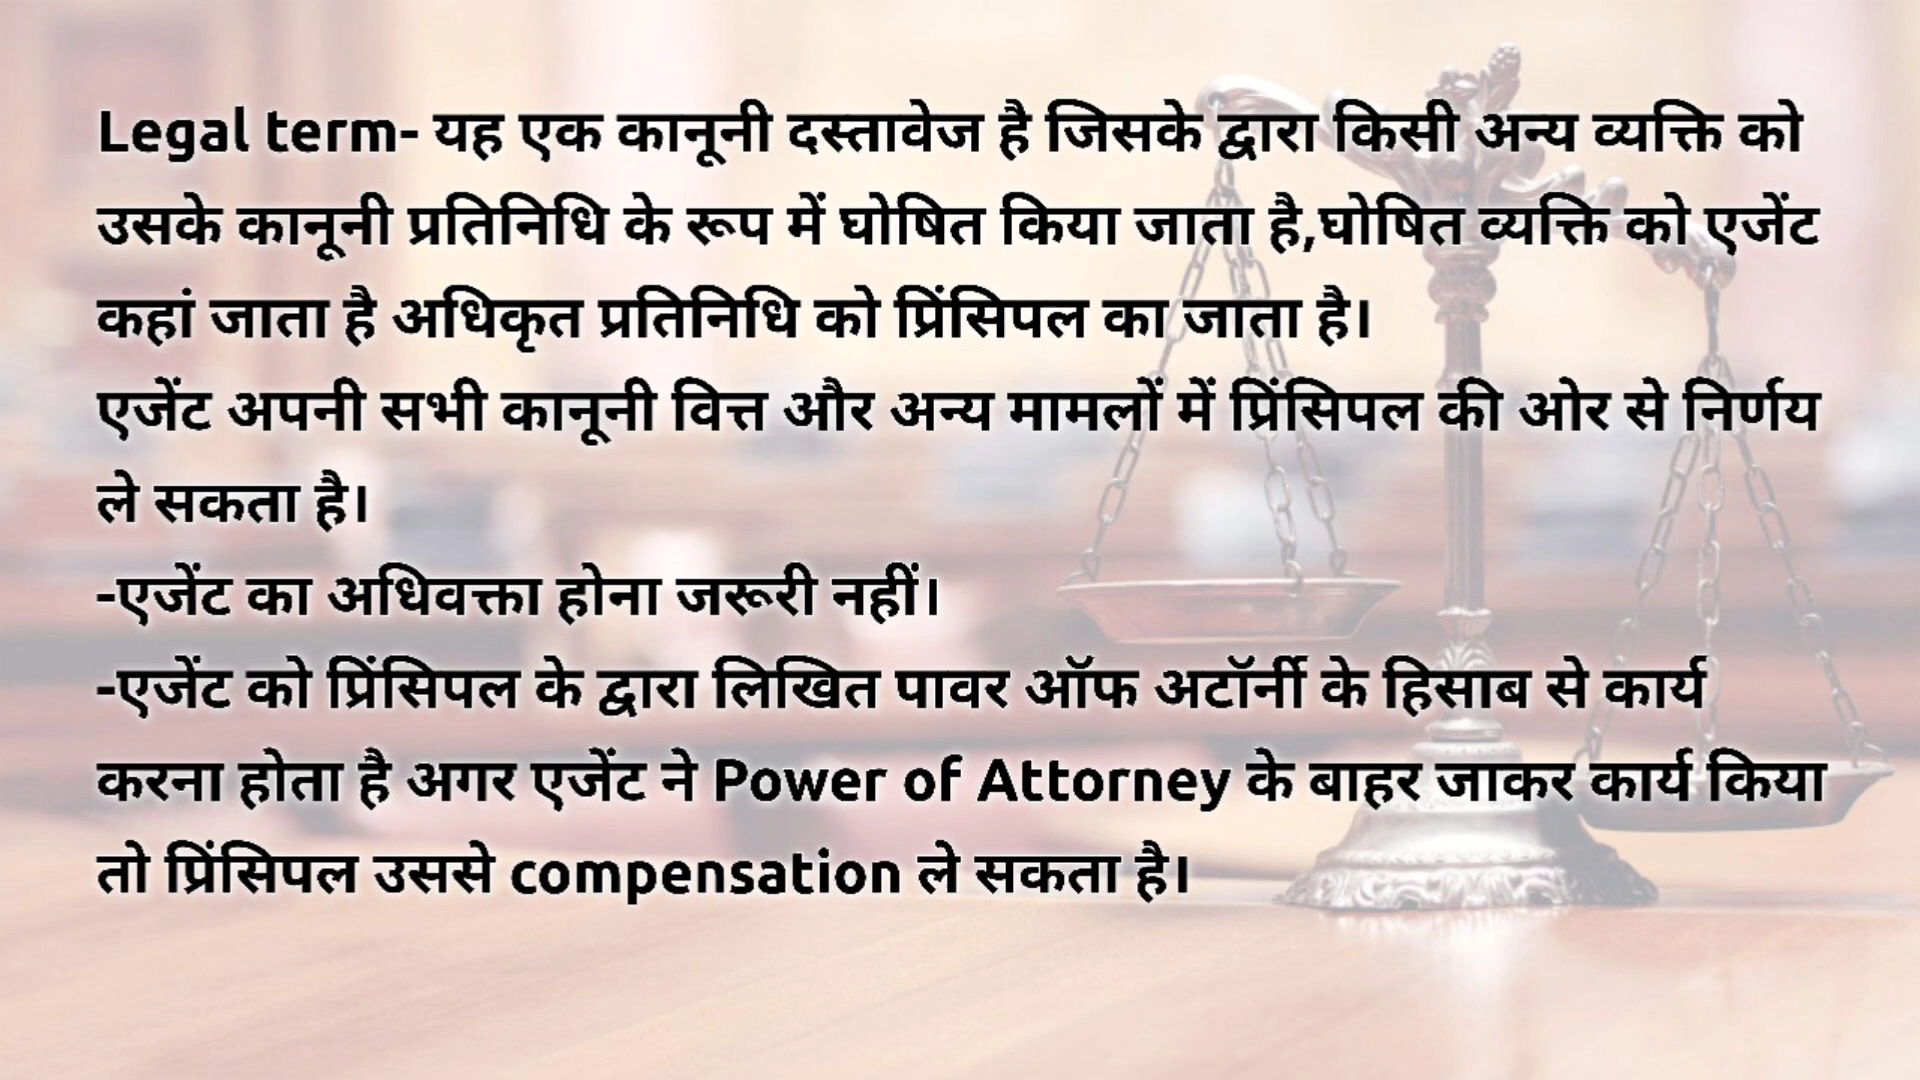 Legal term- यह एक कानूनी दस्तावेज है जिसके द्वारा किसी अन्य व्यक्ति को
उसके कानूनी प्रतिनिधि के रूप में घोषित किया जाता है,घोषित व्यक्ति को एजेंट
कहां जाता है अधिकृत प्रतिनिधि को प्रिंसिपल का जाता है।
एजेंट अपनी सभी कानूनी वित्त और अन्य मामलों में प्रिंसिपल की ओर से निर्णय
ले सकता है।
-एजेंट का अधिवक्ता होना जरूरी नहीं।
-एजेंट को प्रिंसिपल के द्वारा लिखित पावर ऑफ अटॉर्नी के हिसाब से कार्य
करना होता है अगर एजेंट ने Power of Attorney के बाहर जाकर कार्य किया
तो प्रिंसिपल उससे compensation ले सकता है।